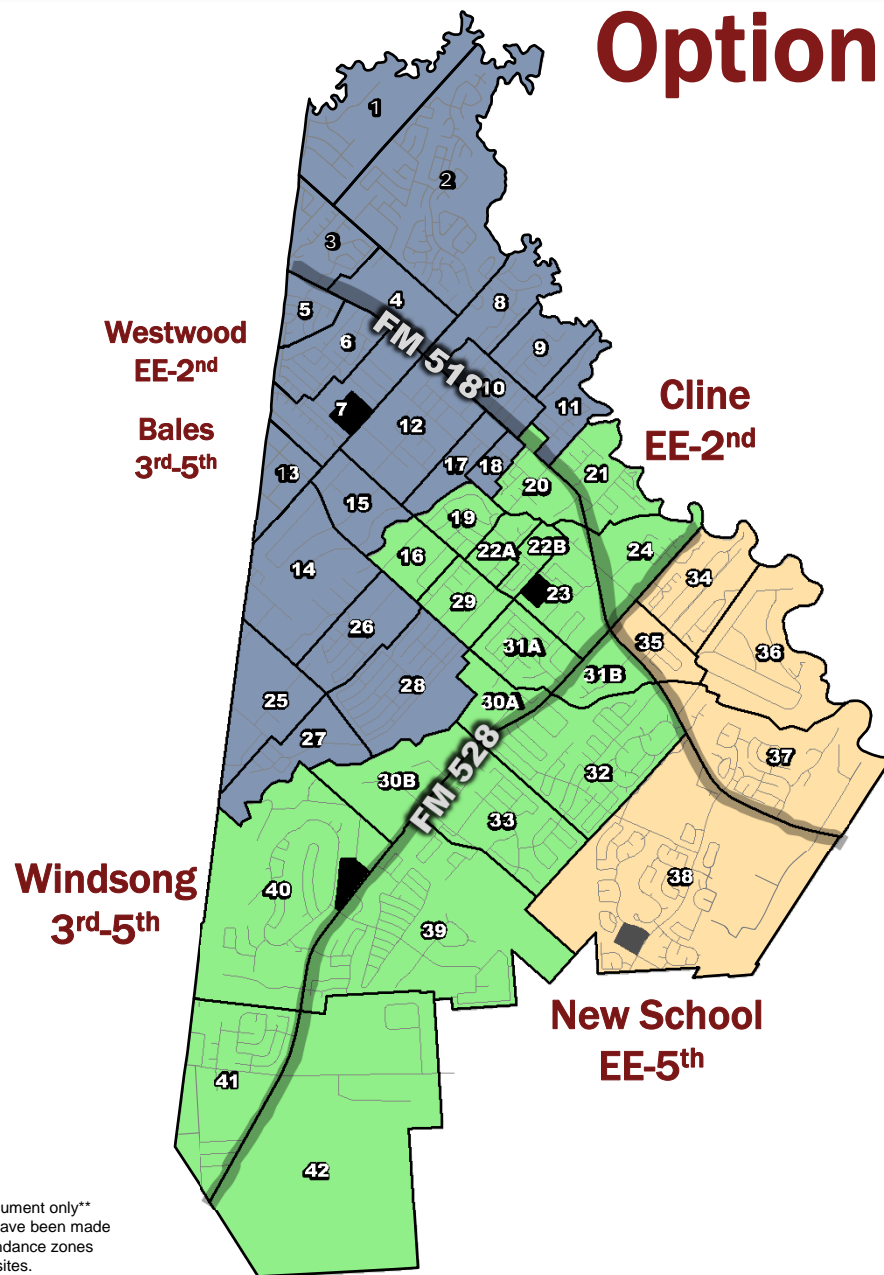 Option
1
2
3
4
5
6
8
9
FM 518
10
7
11
12
Westwood
EE-2nd
Bales
3rd-5th
Cline
EE-2nd
13
17
18
21
20
15
19
16
22A
22B
24
14
23
34
29
26
35
31A
36
31B
28
25
30A
27
37
30B
FM 528
32
33
38
Windsong
3rd-5th
40
39
New School
EE-5th
41
42
ument only**
ave been made
ndance zones
sites.